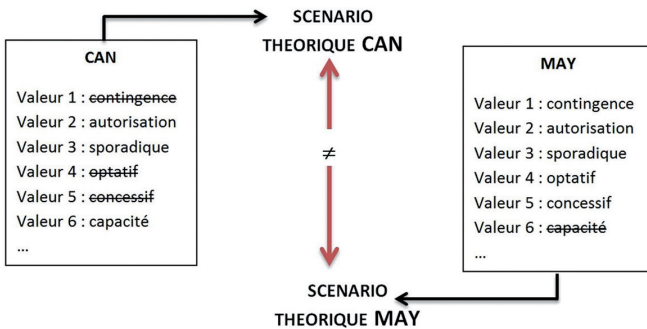 SCENARIO
THEORIQUE CAN
CAN
Valeur 1 : contingence
Valeur 2 : autorisation
Valeur 3 : sporadique
Valeur 4 : optatif
Valeur 5 : concessif
Valeur 6 : capacité
...
≠
MAY
Valeur 1 : contingence
Valeur 2 : autorisation
Valeur 3 : sporadique
Valeur 4 : optatif
Valeur 5 : concessif
Valeur 6 : capacité
...
SCENARIO
THEORIQUE MAY